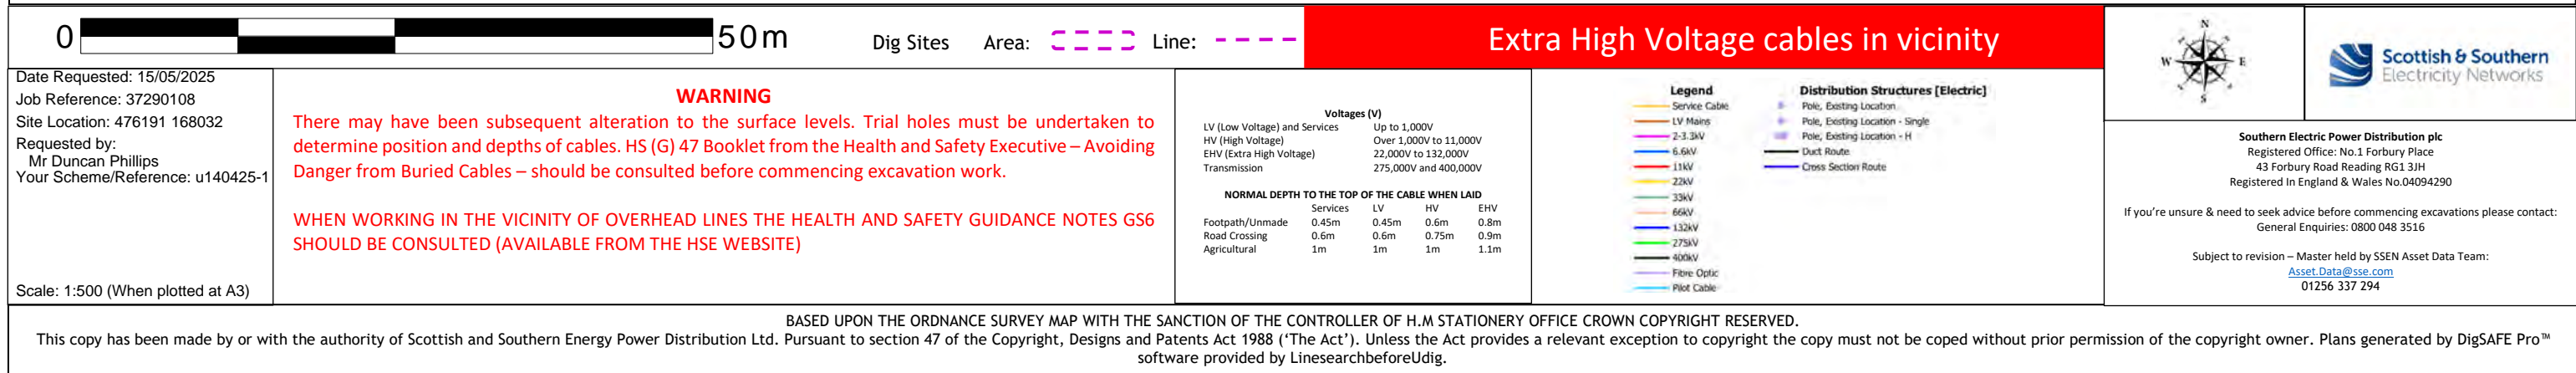 0 50m Dig Sites Area: Line: Extra High Voltage cables in vicinity
Date Requested: 15/05/2025
Job Reference: 37290108
Site Location: 476191 168032
Requested by:
Mr Duncan Phillips
Your Scheme/Reference: u140425-1
Scale: 1:500 (When plotted at A3)
WARNING
There may have been subsequent alteration to the surface levels. Trial holes must be undertaken to
determine position and depths of cables. HS (G) 47 Booklet from the Health and Safety Executive – Avoiding
Danger from Buried Cables – should be consulted before commencing excavation work.
WHEN WORKING IN THE VICINITY OF OVERHEAD LINES THE HEALTH AND SAFETY GUIDANCE NOTES GS6
SHOULD BE CONSULTED (AVAILABLE FROM THE HSE WEBSITE)
Voltages (V)
LV (Low Voltage) and Services Up to 1,000V
HV (High Voltage) Over 1,000V to 11,000V
EHV (Extra High Voltage) 22,000V to 132,000V
Transmission 275,000V and 400,000V
NORMAL DEPTH TO THE TOP OF THE CABLE WHEN LAID
Services LV HV EHV
Footpath/Unmade 0.45m 0.45m 0.6m 0.8m
Road Crossing 0.6m 0.6m 0.75m 0.9m
Agricultural 1m 1m 1m 1.1m
Legend
Service Cable
LV Mains
2-3.3kV
6.6kV
11kV
22kV
33kV
66kV
132kV
275kV
400kV
Fibre Optic
Pilot Cable
Distribution Structures [Electric]
Pole, Existing Location
Pole, Existing Location - Single
Pole, Existing Location - H
Duct Route
Cross Section Route
N
W E
S
Scottish & Southern
Electricity Networks
Southern Electric Power Distribution plc
Registered Office: No.1 Forbury Place
43 Forbury Road Reading RG1 3JH
Registered In England & Wales No.04094290
If you're unsure & need to seek advice before commencing excavations please contact:
General Enquiries: 0800 048 3516
Subject to revision – Master held by SSEN Asset Data Team:
Asset.Data@sse.com
01256 337 294
BASED UPON THE ORDNANCE SURVEY MAP WITH THE SANCTION OF THE CONTROLLER OF H.M STATIONERY OFFICE CROWN COPYRIGHT RESERVED.
This copy has been made by or with the authority of Scottish and Southern Energy Power Distribution Ltd. Pursuant to section 47 of the Copyright, Designs and Patents Act 1988 ('The Act'). Unless the Act provides a relevant exception to copyright the copy must not be coped without prior permission of the copyright owner. Plans generated by DigSAFE Pro™
software provided by LinesearchbeforeUdig.